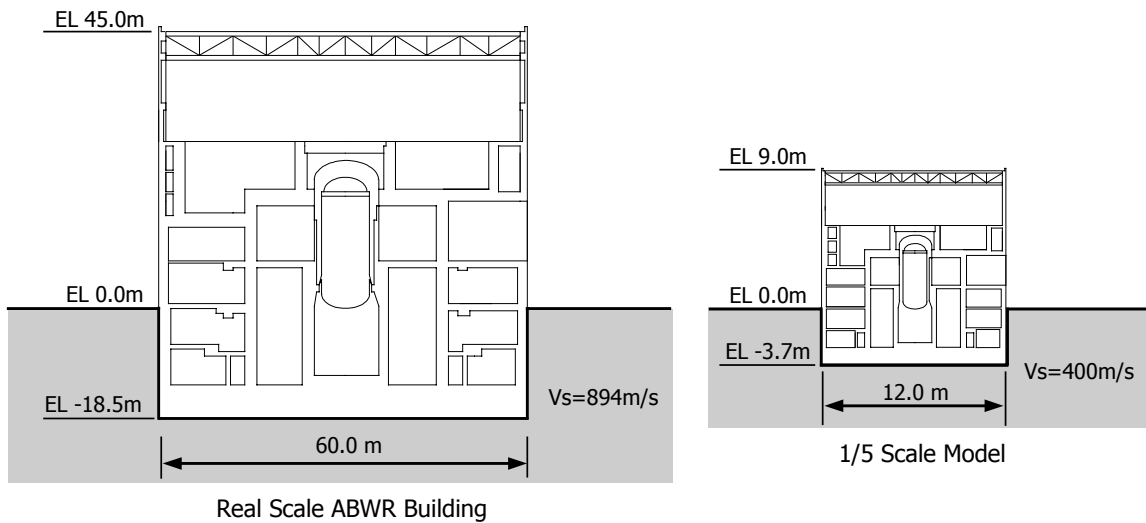 EL 45.0m
EL 0.0m
EL -18.5m
60.0 m
Vs=894m/s
Real Scale ABWR Building
EL 9.0m
EL 0.0m
EL -3.7m
12.0 m
Vs=400m/s
1/5 Scale Model